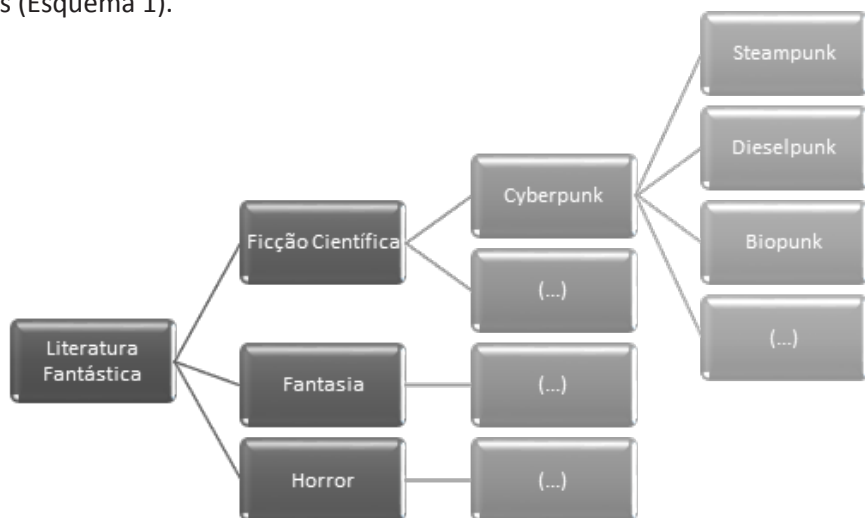 s (Esquema 1).
Steampunk
Dieselpunk
Cyberpunk
Ficção Científica
Biopunk
(...)
(...)
Literatura
Fantástica
Fantasia
(...)
Horror
(...)